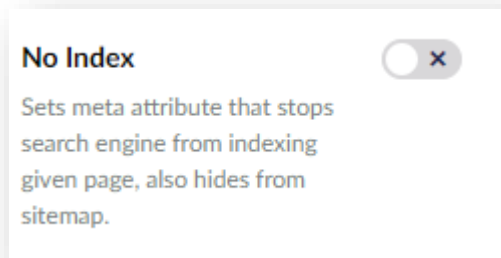 No Index
Sets meta attribute that stops
search engine from indexing
given page, also hides from
sitemap.